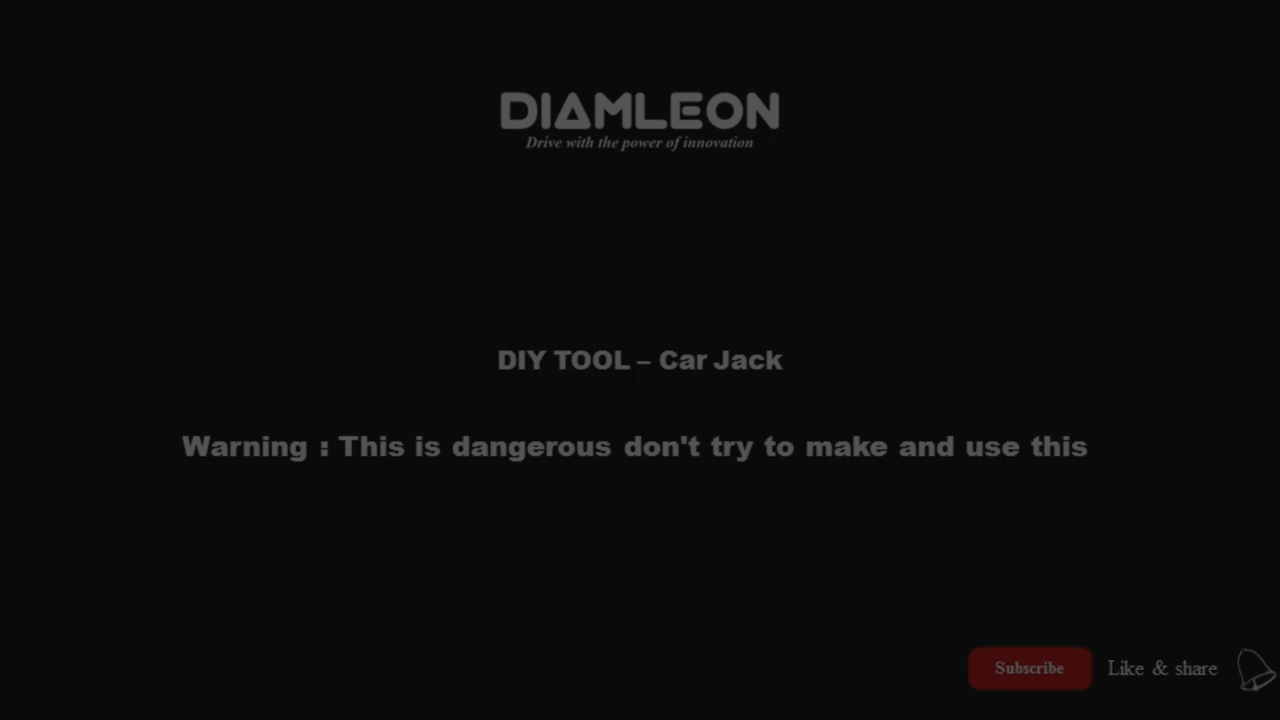 DIAMLEON
Drive with the power of innovation
DIY TOOL – Car Jack
Warning : This is dangerous don't try to make and use this
Subscribe Like & share